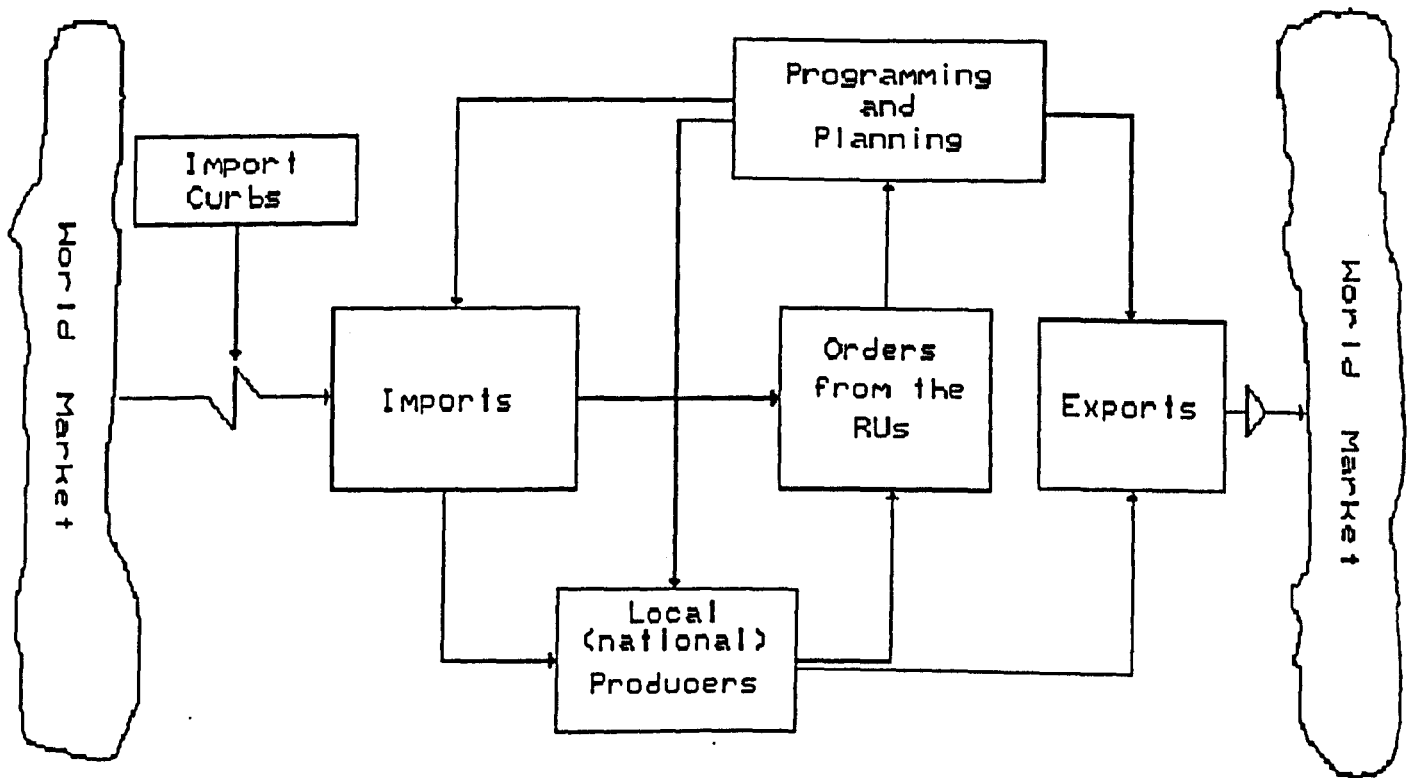 Programming
and
Planning
Import
Curbs
World Market
World Market
Imports
Orders
from the
RUs
Exports
Local
(national)
Producers